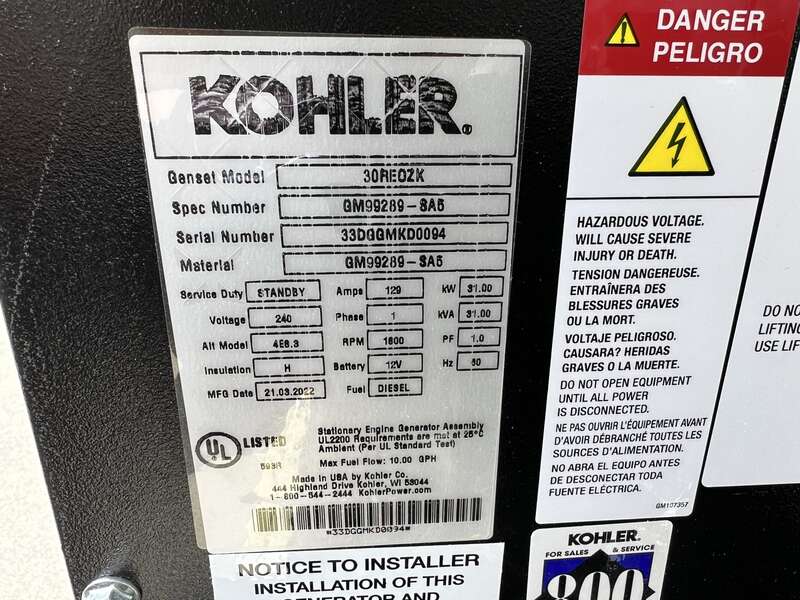 KOHLER.
Genset Model 30REOZK
Spec Number GM99269-SA5
Serial Number 33DGGMKD0094
Material GM99269-SA5
Service Duty STANDBY Amps 129 kW 31.00
Voltage 240 Phase 1 kVA 31.00
Alt Model 4E8.3 RPM 1800 PF 1.0
Insulation H Battery 12V Hz 60
MFG Date 21.03.2022 Fuel DIESEL
UL LISTED
Stationary Engine Generator Assembly
UL2200 Requirements are met at 25°C
Ambient (Per UL Standard Test)
593R
Max Fuel Flow: 10.00 GPH
Made in USA by Kohler Co.
444 Highland Drive Kohler, WI 53044
1-800-544-2444 KohlerPower.com
*33DGGMKD0094*
NOTICE TO INSTALLER
INSTALLATION OF THIS
GENERATOR AND
DANGER
PELIGRO
HAZARDOUS VOLTAGE.
WILL CAUSE SEVERE
INJURY OR DEATH.
TENSION DANGEREUSE.
ENTRAÎNERA DES
BLESSURES GRAVES
OU LA MORT.
VOLTAJE PELIGROSO.
CAUSARA? HERIDAS
GRAVES O LA MUERTE.
DO NOT OPEN EQUIPMENT
UNTIL ALL POWER
IS DISCONNECTED.
NE PAS OUVRIR L'ÉQUIPEMENT AVANT
D'AVOIR DÉBRANCHÉ TOUTES LES
SOURCES D'ALIMENTATION.
NO ABRA EL EQUIPO ANTES
DE DESCONECTAR TODA
FUENTE ELÉCTRICA.
GM107357
KOHLER
FOR SALES & SERVICE
800
DO NO
LIFTING
USE LIF